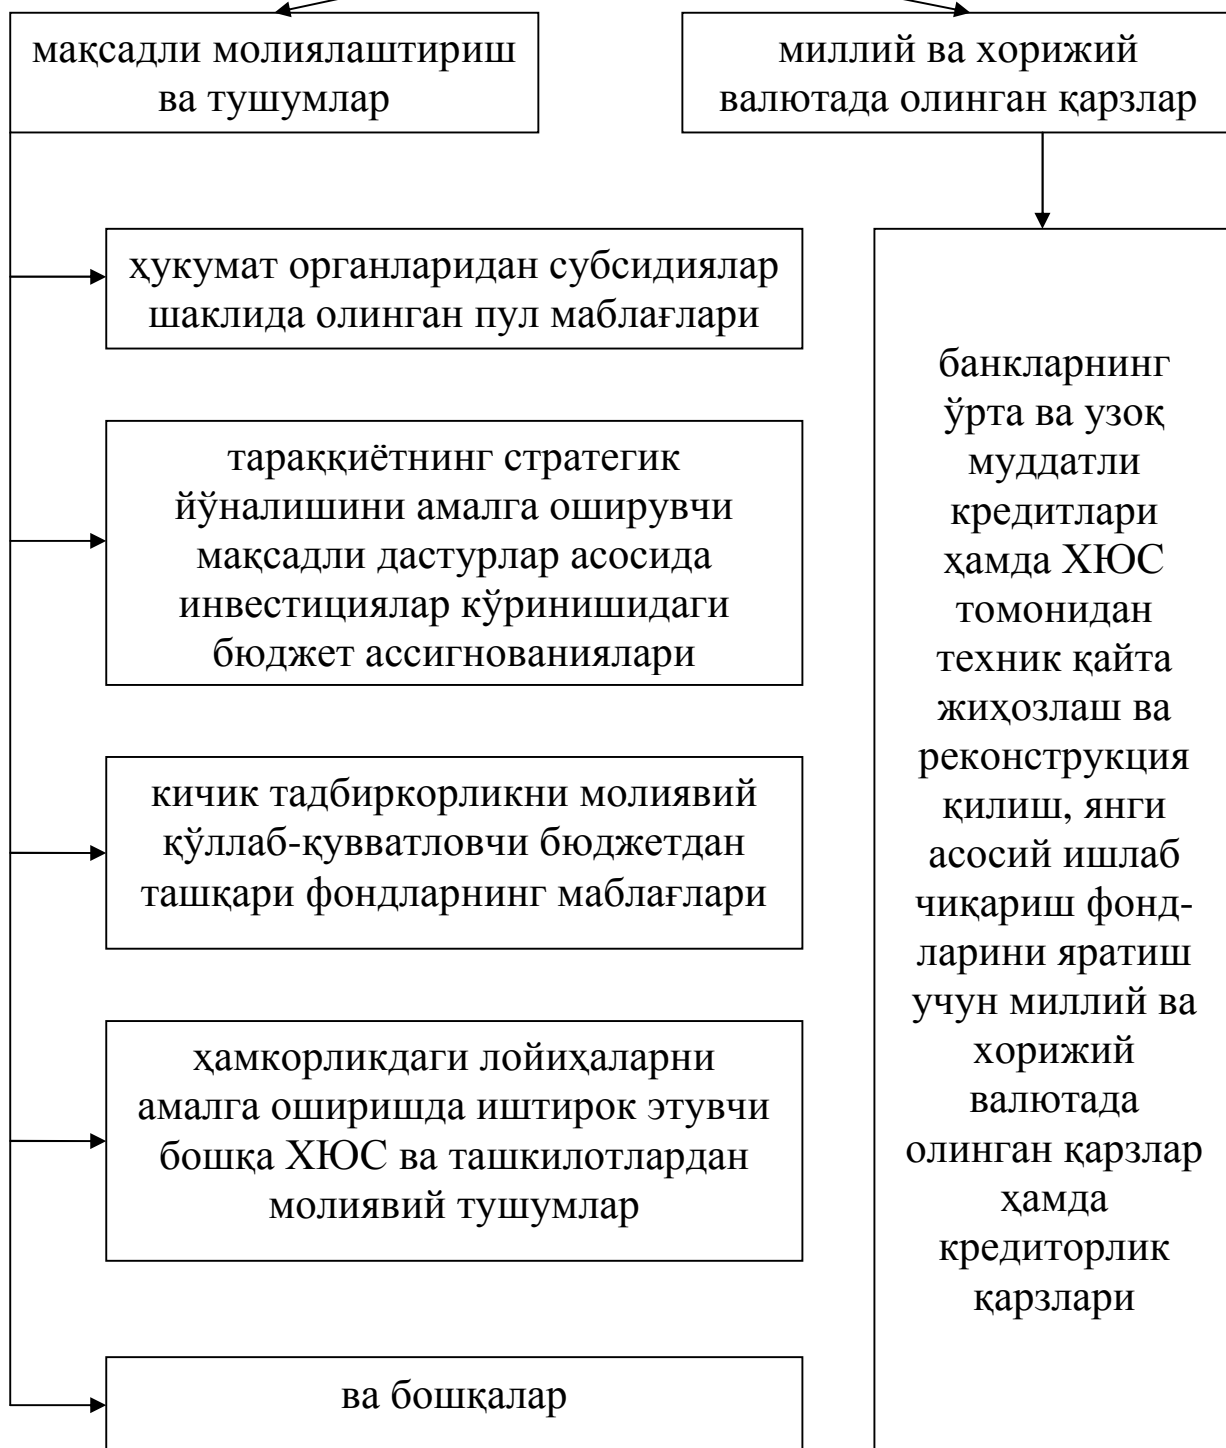 мақсадли молиялаштириш
ва тушумлар
миллий ва хорижий
валютада олинган қарзлар
ҳукумат органларидан субсидиялар
шаклида олинган пул маблағлари
тараққиётнинг стратегик
йўналишини амалга оширувчи
мақсадли дастурлар асосида
инвестициялар кўринишидаги
бюджет ассигнованиялари
кичик тадбиркорликни молиявий
қўллаб-қувватловчи бюджетдан
ташқари фондларнинг маблағлари
ҳамкорликдаги лойиҳаларни
амалга оширишда иштирок этувчи
бошқа ХЮС ва ташкилотлардан
молиявий тушумлар
ва бошқалар
банкларнинг
ўрта ва узоқ
муддатли
кредитлари
ҳамда ХЮС
томонидан
техник қайта
жиҳозлаш ва
реконструкция
қилиш, янги
асосий ишлаб
чиқариш фонд-
ларини яратиш
учун миллий ва
хорижий
валютада
олинган қарзлар
ҳамда
кредиторлик
қарзлари